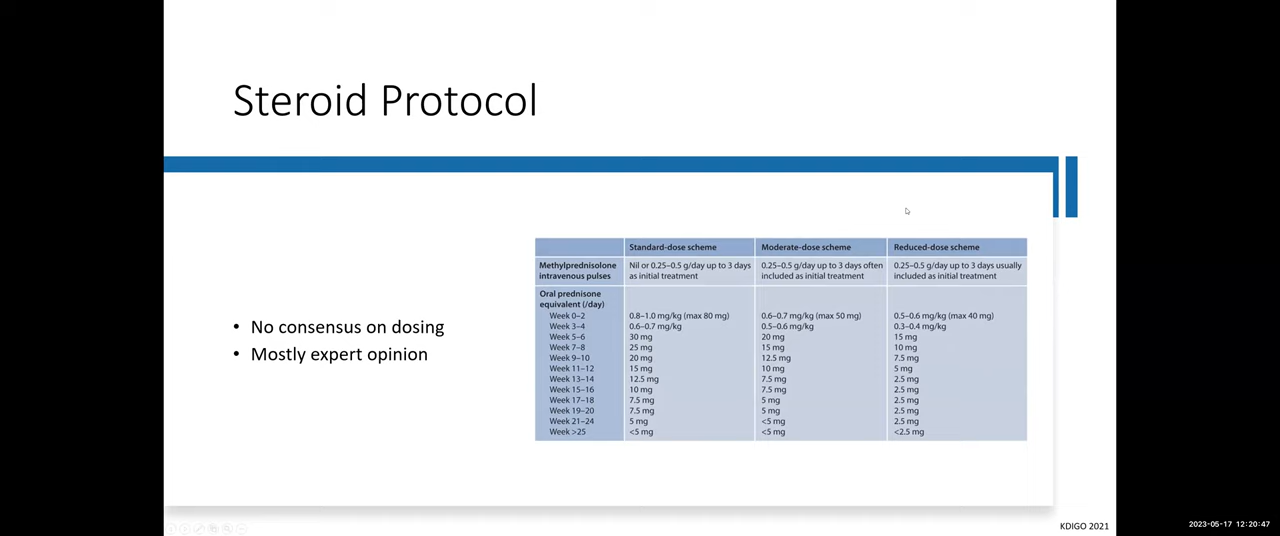 Steroid Protocol
• No consensus on dosing
• Mostly expert opinion
Standard-dose scheme Moderate-dose scheme Reduced-dose scheme
Methylprednisolone Nil or 0.25–0.5 g/day up to 3 days 0.25–0.5 g/day up to 3 days often 0.25–0.5 g/day up to 3 days usually
intravenous pulses as initial treatment included as initial treatment included as initial treatment
Oral prednisone
equivalent (/day)
Week 0–2 0.8–1.0 mg/kg (max 80 mg) 0.6–0.7 mg/kg (max 50 mg) 0.5–0.6 mg/kg (max 40 mg)
Week 3–4 0.6–0.7 mg/kg 0.5–0.6 mg/kg 0.3–0.4 mg/kg
Week 5–6 30 mg 20 mg 15 mg
Week 7–8 25 mg 15 mg 10 mg
Week 9–10 20 mg 12.5 mg 7.5 mg
Week 11–12 15 mg 10 mg 5 mg
Week 13–14 12.5 mg 7.5 mg 2.5 mg
Week 15–16 10 mg 7.5 mg 2.5 mg
Week 17–18 7.5 mg 5 mg 2.5 mg
Week 19–20 7.5 mg 5 mg 2.5 mg
Week 21–24 5 mg <5 mg 2.5 mg
Week >25 <5 mg <5 mg <2.5 mg
KDIGO 2021
2023-05-17 12:20:47